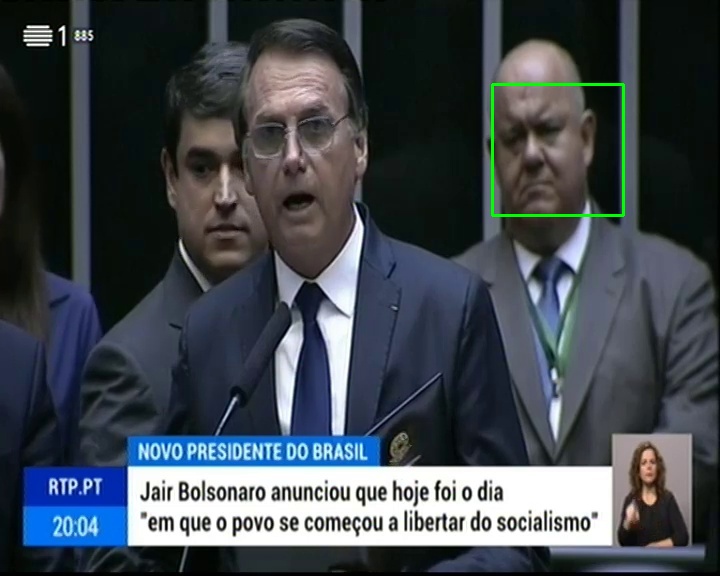 1 885
NOVO PRESIDENTE DO BRASIL
RTP.PT
Jair Bolsonaro anunciou que hoje foi o dia
20:04
"em que o povo se começou a libertar do socialismo"